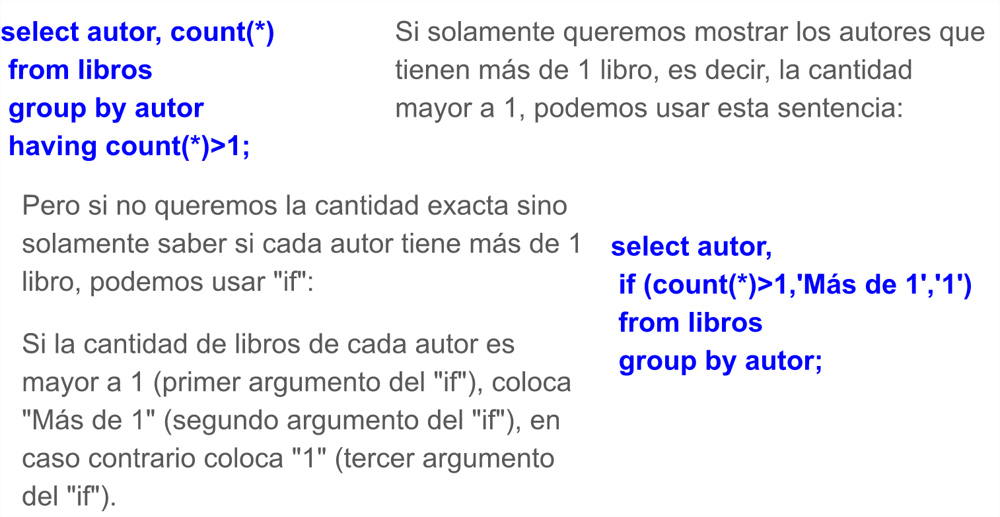 select autor, count(*)
from libros
group by autor
having count(*)>1;
Si solamente queremos mostrar los autores que
tienen más de 1 libro, es decir, la cantidad
mayor a 1, podemos usar esta sentencia:
Pero si no queremos la cantidad exacta sino
solamente saber si cada autor tiene más de 1
libro, podemos usar "if":
Si la cantidad de libros de cada autor es
mayor a 1 (primer argumento del "if"), coloca
"Más de 1" (segundo argumento del "if"), en
caso contrario coloca "1" (tercer argumento
del "if").
select autor,
if (count(*)>1,'Más de 1','1')
from libros
group by autor;